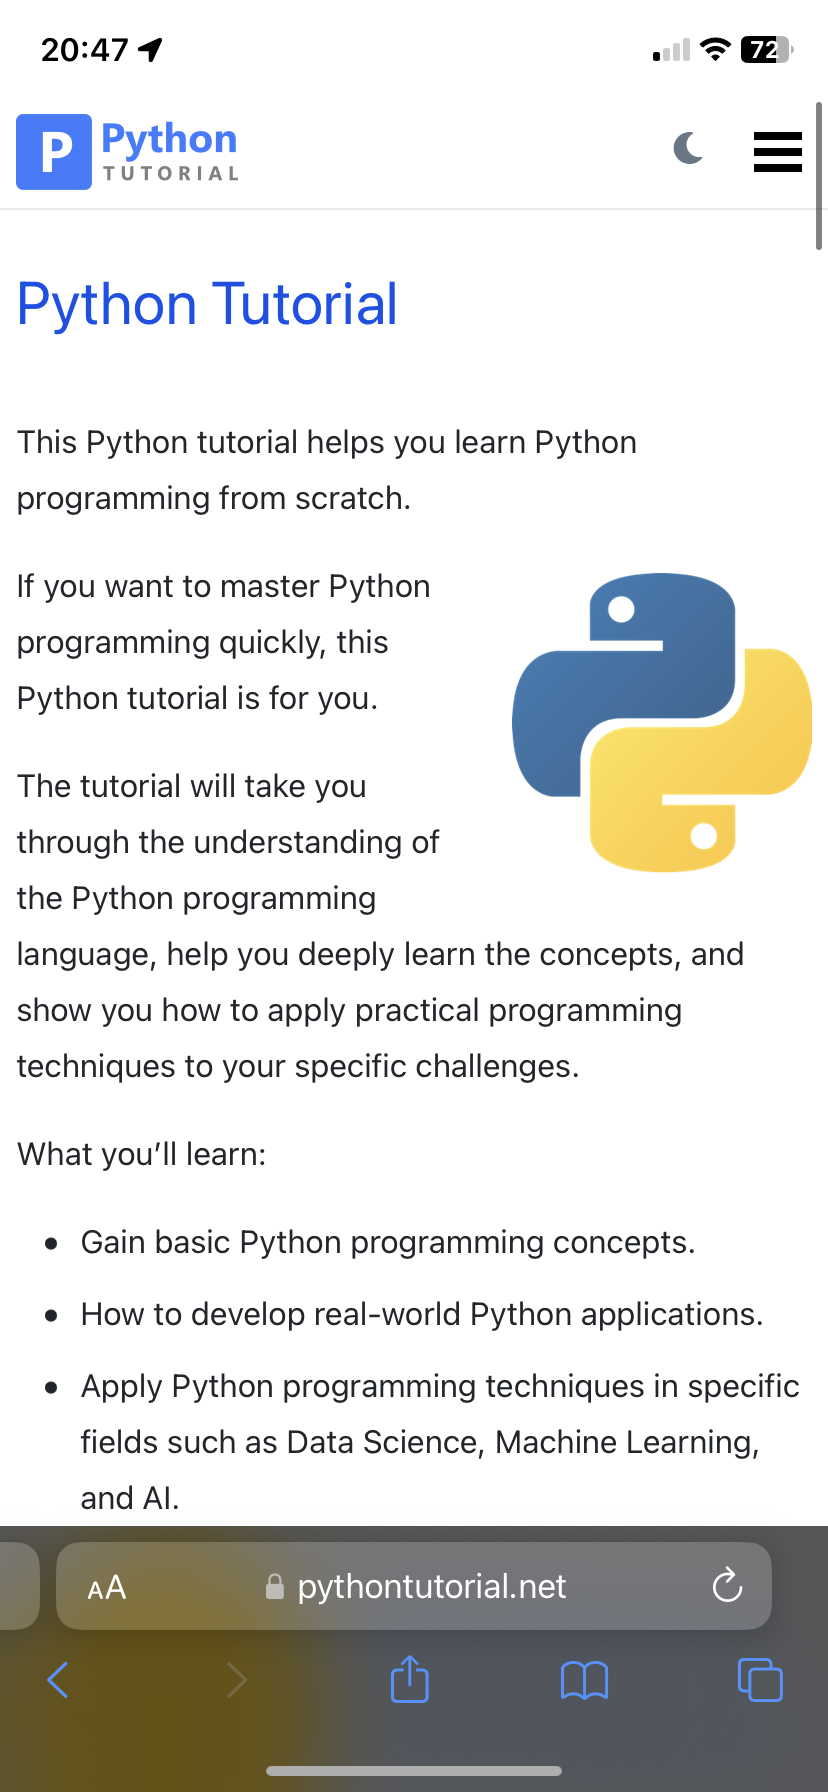 20:47
72
P
Python
TUTORIAL
Python Tutorial
This Python tutorial helps you learn Python
programming from scratch.
If you want to master Python
programming quickly, this
Python tutorial is for you.
The tutorial will take you
through the understanding of
the Python programming
language, help you deeply learn the concepts, and
show you how to apply practical programming
techniques to your specific challenges.
What you’ll learn:
• Gain basic Python programming concepts.
• How to develop real-world Python applications.
• Apply Python programming techniques in specific
fields such as Data Science, Machine Learning,
and AI.
AA pythontutorial.net